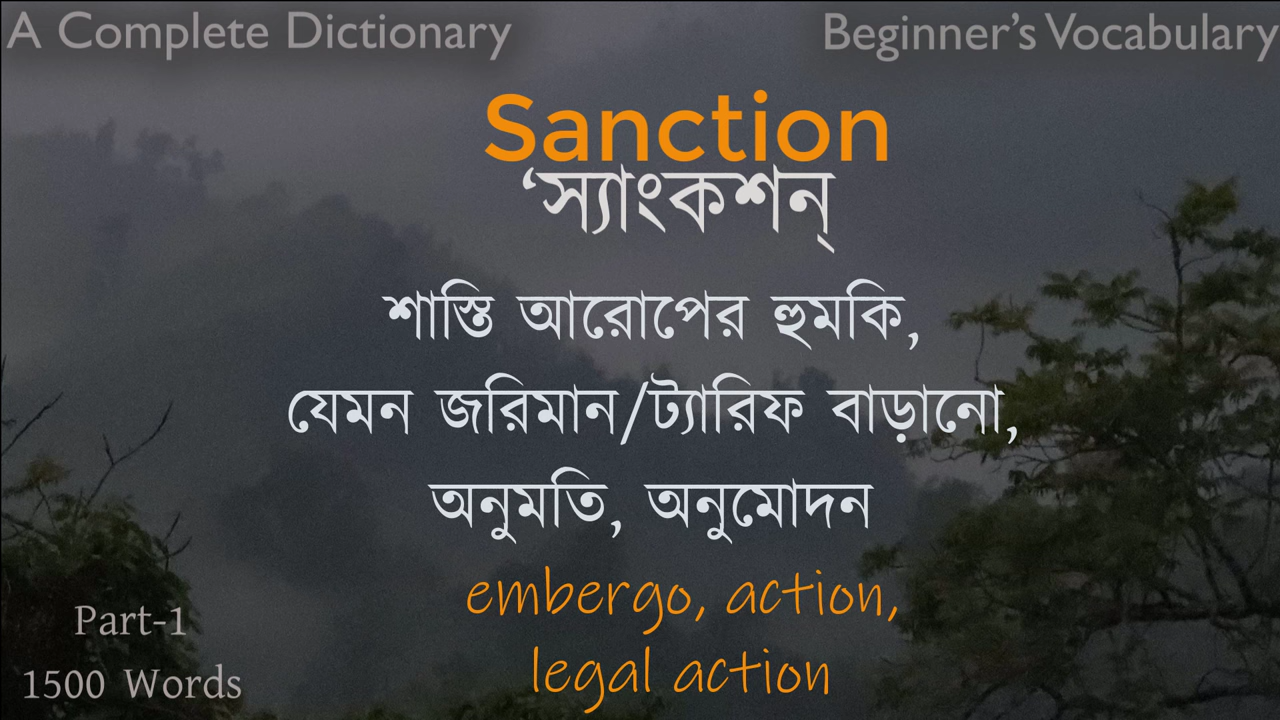 A Complete Dictionary
Beginner's Vocabulary
Sanction
‘স্যাংকশন্
শাস্তি আরোপের হুমকি,
যেমন জরিমান/ট্যারিফ বাড়ানো,
অনুমতি, অনুমোদন
embergo, action,
legal action
Part-1
1500 Words